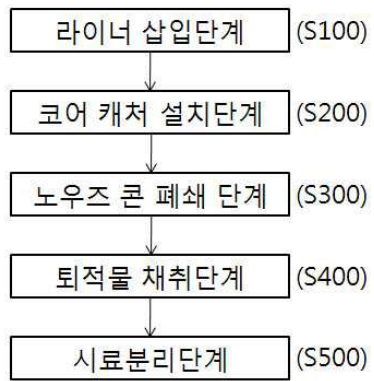 라이너 삽입단계 (S100)
코어 캐처 설치단계 (S200)
노우즈 콘 폐쇄 단계 (S300)
퇴적물 채취단계 (S400)
시료분리단계 (S500)